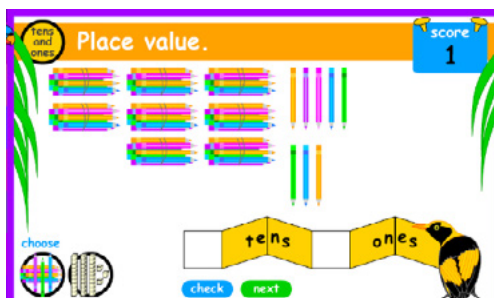 tens
and
ones
Place value.
score
1
tens ones
choose
check next